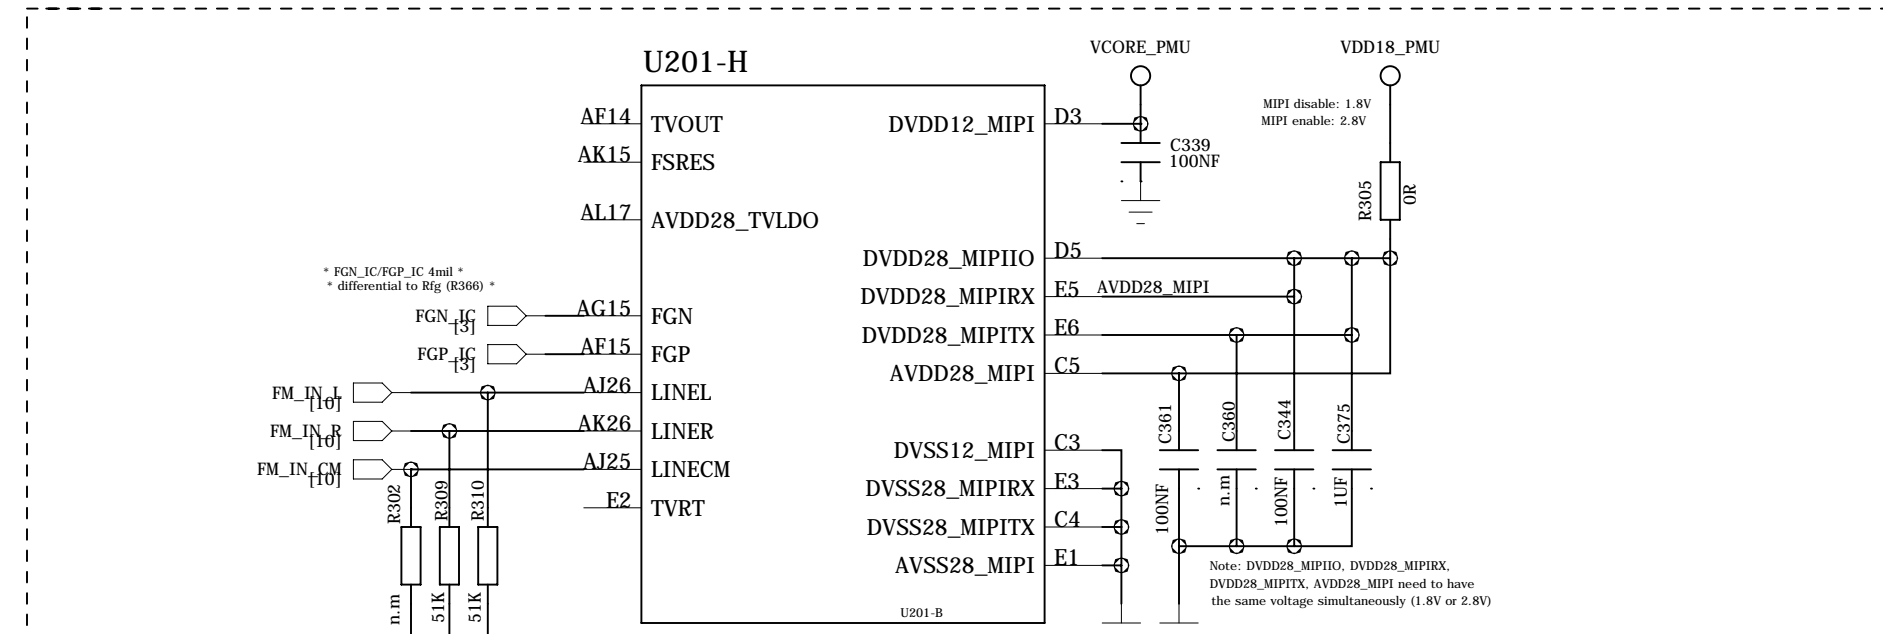 VCORE_PMU
VDD18_PMU
U201-H
MIPI disable: 1.8V
MIPI enable: 2.8V
AF14 TVOUT
DVDD12_MIPI D3
C339
100NF
AK15 FSRES
R305
0R
AL17 AVDD28_TVLDO
DVDD28_MIPIIO D5
* FGN_IC/FGP_IC 4mil *
* differential to Rfg (R366) *
DVDD28_MIPIRX E5 AVDD28_MIPI
FGN_IC
[3]
AG15 FGN
DVDD28_MIPITX E6
FGP_IC
[3]
AF15 FGP
AVDD28_MIPI C5
FM_IN_L
[10]
AJ26 LINEL
C361
C360
C344
C375
FM_IN_R
[10]
AK26 LINER
DVSS12_MIPI C3
FM_IN_CM
[10]
AJ25 LINECM
DVSS28_MIPIRX E3
R302
R309
R310
E2 TVRT
100NF
n.m
100NF
1UF
DVSS28_MIPITX C4
AVSS28_MIPI E1
Note: DVDD28_MIPIIO, DVDD28_MIPIRX,
DVDD28_MIPITX, AVDD28_MIPI need to have
the same voltage simultaneously (1.8V or 2.8V)
n.m
51K
51K
U201-B